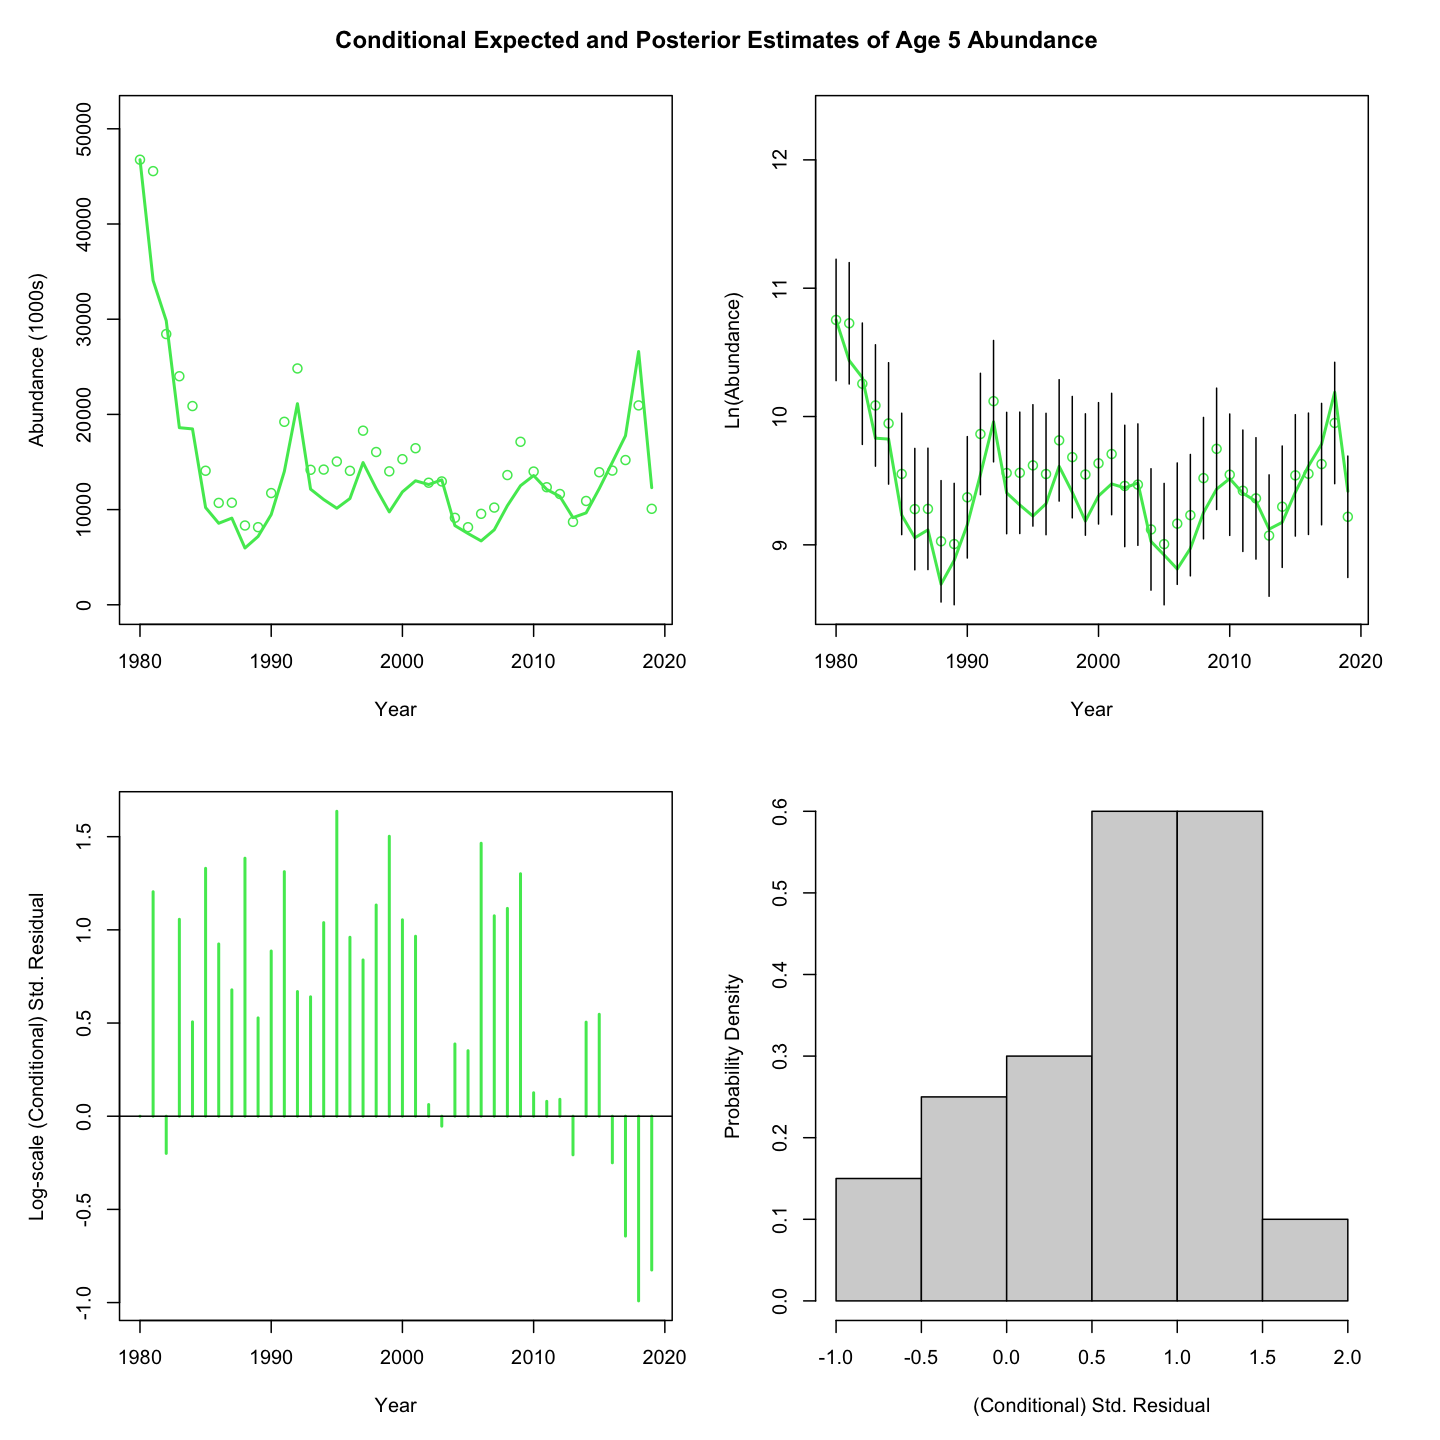 Conditional Expected and Posterior Estimates of Age 5 Abundance
Abundance (1000s)
50000
40000
30000
20000
10000
0
1980 1990 2000 2010 2020
Year
Ln(Abundance)
12
11
10
9
1980 1990 2000 2010 2020
Year
Log-scale (Conditional) Std. Residual
1.5
1.0
0.5
0.0
-0.5
-1.0
1980 1990 2000 2010 2020
Year
Probability Density
0.6
0.5
0.4
0.3
0.2
0.1
0.0
-1.0 -0.5 0.0 0.5 1.0 1.5 2.0
(Conditional) Std. Residual